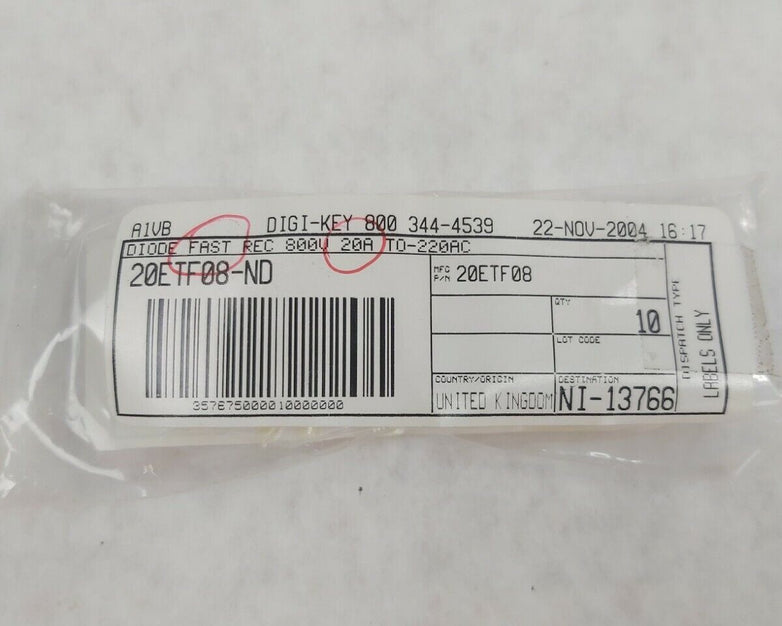 A1VB DIGI-KEY 800 344-4539 22-NOV-2004 16:17
DIODE FAST REC 800V 20A TO-220AC
20ETF08-ND
MFG P/N 20ETF08
QTY
10
LOT CODE
COUNTRY/ORIGIN
UNITED KINGDOM
DESTINATION
NI-13766
DISPATCH TYPE
LABELS ONLY
357675000010000000